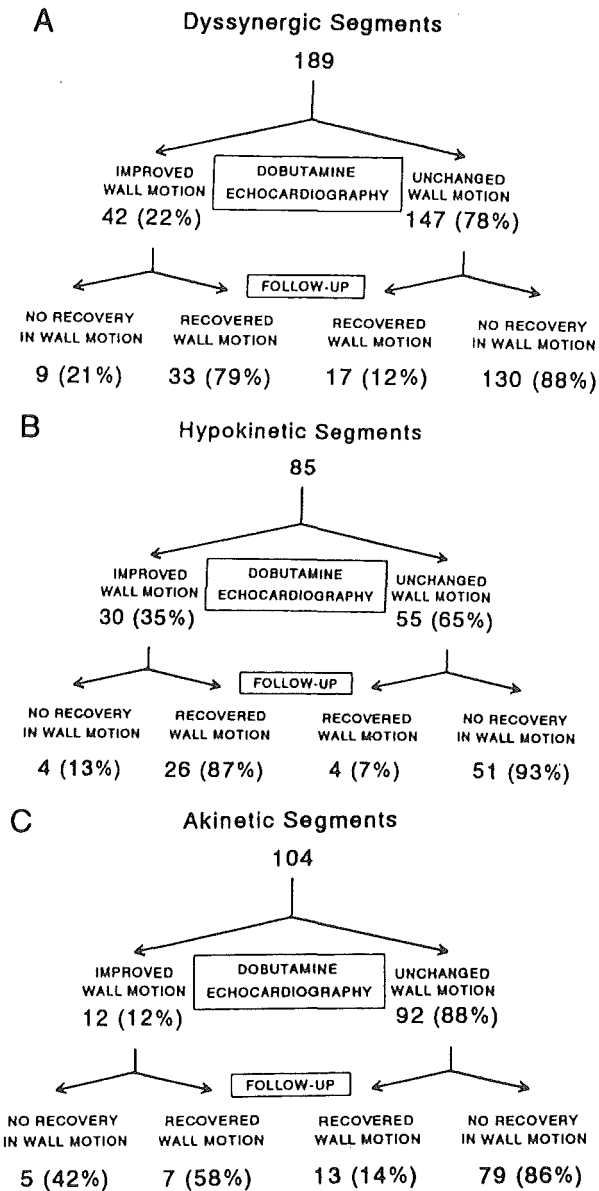 A
Dyssynergic Segments
189
IMPROVED
WALL MOTION
42 (22%)
DOBUTAMINE
ECHOCARDIOGRAPHY
UNCHANGED
WALL MOTION
147 (78%)
FOLLOW-UP
NO RECOVERY
IN WALL MOTION
9 (21%)
RECOVERED
WALL MOTION
33 (79%)
RECOVERED
WALL MOTION
17 (12%)
NO RECOVERY
IN WALL MOTION
130 (88%)
B
Hypokinetic Segments
85
IMPROVED
WALL MOTION
30 (35%)
DOBUTAMINE
ECHOCARDIOGRAPHY
UNCHANGED
WALL MOTION
55 (65%)
FOLLOW-UP
NO RECOVERY
IN WALL MOTION
4 (13%)
RECOVERED
WALL MOTION
26 (87%)
RECOVERED
WALL MOTION
4 (7%)
NO RECOVERY
IN WALL MOTION
51 (93%)
C
Akinetic Segments
104
IMPROVED
WALL MOTION
12 (12%)
DOBUTAMINE
ECHOCARDIOGRAPHY
UNCHANGED
WALL MOTION
92 (88%)
FOLLOW-UP
NO RECOVERY
IN WALL MOTION
5 (42%)
RECOVERED
WALL MOTION
7 (58%)
RECOVERED
WALL MOTION
13 (14%)
NO RECOVERY
IN WALL MOTION
79 (86%)